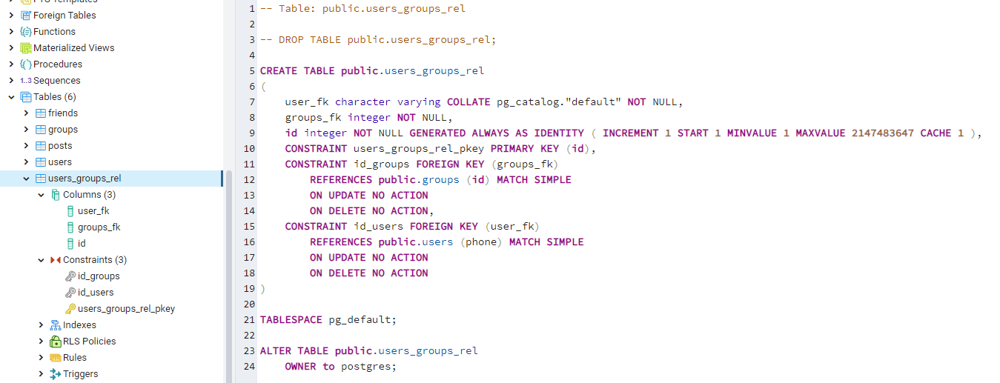 FTS Templates
Foreign Tables
Functions
Materialized Views
Procedures
1..3 Sequences
Tables (6)
friends
groups
posts
users
users_groups_rel
Columns (3)
user_fk
groups_fk
id
Constraints (3)
id_groups
id_users
users_groups_rel_pkey
Indexes
RLS Policies
Rules
Triggers
1 -- Table: public.users_groups_rel
2
3 -- DROP TABLE public.users_groups_rel;
4
5 CREATE TABLE public.users_groups_rel
6 (
7 user_fk character varying COLLATE pg_catalog."default" NOT NULL,
8 groups_fk integer NOT NULL,
9 id integer NOT NULL GENERATED ALWAYS AS IDENTITY ( INCREMENT 1 START 1 MINVALUE 1 MAXVALUE 2147483647 CACHE 1 ),
10 CONSTRAINT users_groups_rel_pkey PRIMARY KEY (id),
11 CONSTRAINT id_groups FOREIGN KEY (groups_fk)
12 REFERENCES public.groups (id) MATCH SIMPLE
13 ON UPDATE NO ACTION
14 ON DELETE NO ACTION,
15 CONSTRAINT id_users FOREIGN KEY (user_fk)
16 REFERENCES public.users (phone) MATCH SIMPLE
17 ON UPDATE NO ACTION
18 ON DELETE NO ACTION
19 )
20
21 TABLESPACE pg_default;
22
23 ALTER TABLE public.users_groups_rel
24 OWNER to postgres;